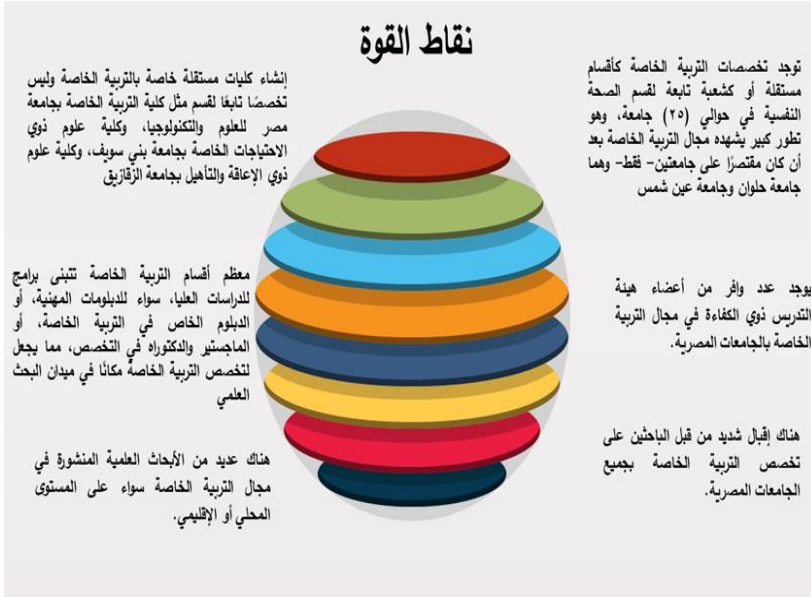 نقاط القوة
توجد تخصصات التربية الخاصة كأقسام
مستقلة أو كشعبة تابعة لقسم الصحة
النفسية في حوالي (٢٥) جامعة، وهو
تطور كبير يشهده مجال التربية الخاصة بعد
أن كان مقتصرًا على جامعتين– فقط– وهما
جامعة حلوان وجامعة عين شمس
إنشاء كليات مستقلة خاصة بالتربية الخاصة وليس
تخصصًا تابعًا لقسم مثل كلية التربية الخاصة بجامعة
مصر للعلوم والتكنولوجيا، وكلية علوم ذوي
الاحتياجات الخاصة بجامعة بني سويف، وكلية علوم
ذوي الإعاقة والتأهيل بجامعة الزقازيق
يوجد عدد وافر من أعضاء هيئة
التدريس ذوي الكفاءة في مجال التربية
الخاصة بالجامعات المصرية.
معظم أقسام التربية الخاصة تتبنى برامج
للدراسات العليا، سواء للدبلومات المهنية، أو
الدبلوم الخاص في التربية الخاصة، أو
الماجستير والدكتوراه في التخصص، مما يجعل
لتخصص التربية الخاصة مكانًا في ميدان البحث
العلمي
هناك إقبال شديد من قبل الباحثين على
تخصص التربية الخاصة بجميع
الجامعات المصرية.
هناك عديد من الأبحاث العلمية المنشورة في
مجال التربية الخاصة سواء على المستوى
المحلي أو الإقليمي.